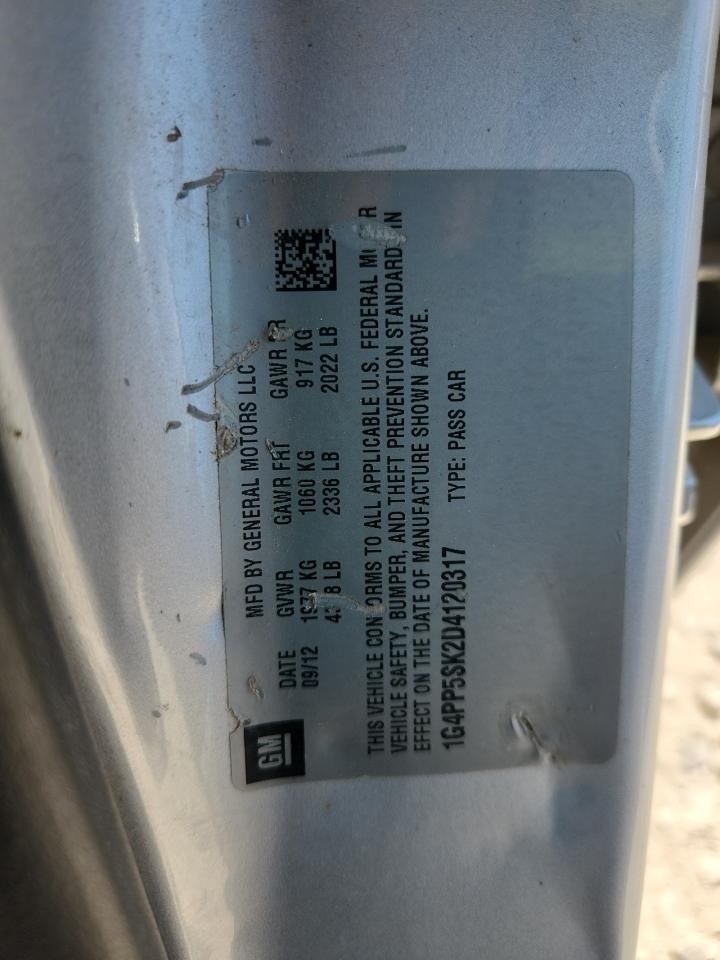 GM
MFD BY GENERAL MOTORS LLC
DATE GVWR GAWR FRT GAWR
09/12 1060 KG 917 KG
2336 LB 2022 LB
THIS VEHICLE CONFORMS TO ALL APPLICABLE U.S. FEDERAL
VEHICLE SAFETY, BUMPER, AND THEFT PREVENTION STANDARDS IN
EFFECT ON THE DATE OF MANUFACTURE SHOWN ABOVE.
1G4PP5SK2D4120317 TYPE: PASS CAR